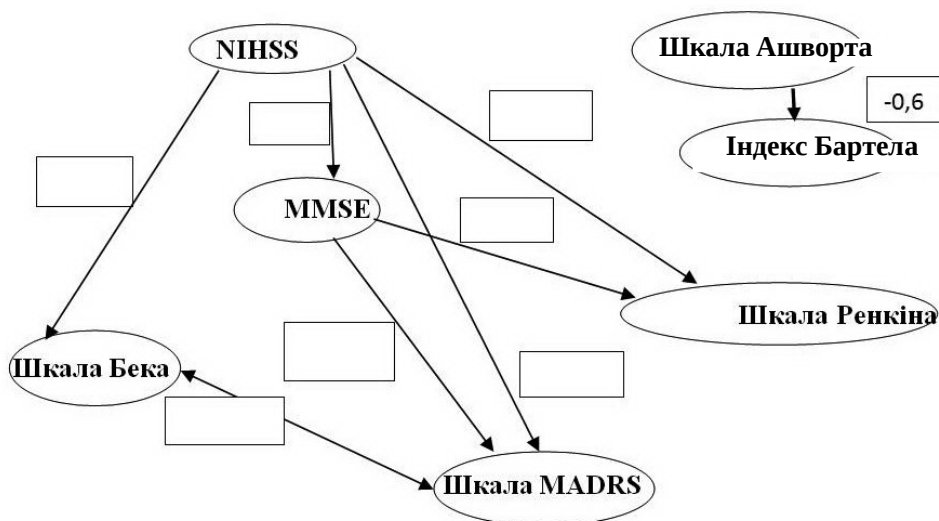 NIHSS
Шкала Ашворта
-0,6
Індекс Бартела
MMSE
Шкала Ренкіна
Шкала Бека
Шкала MADRS